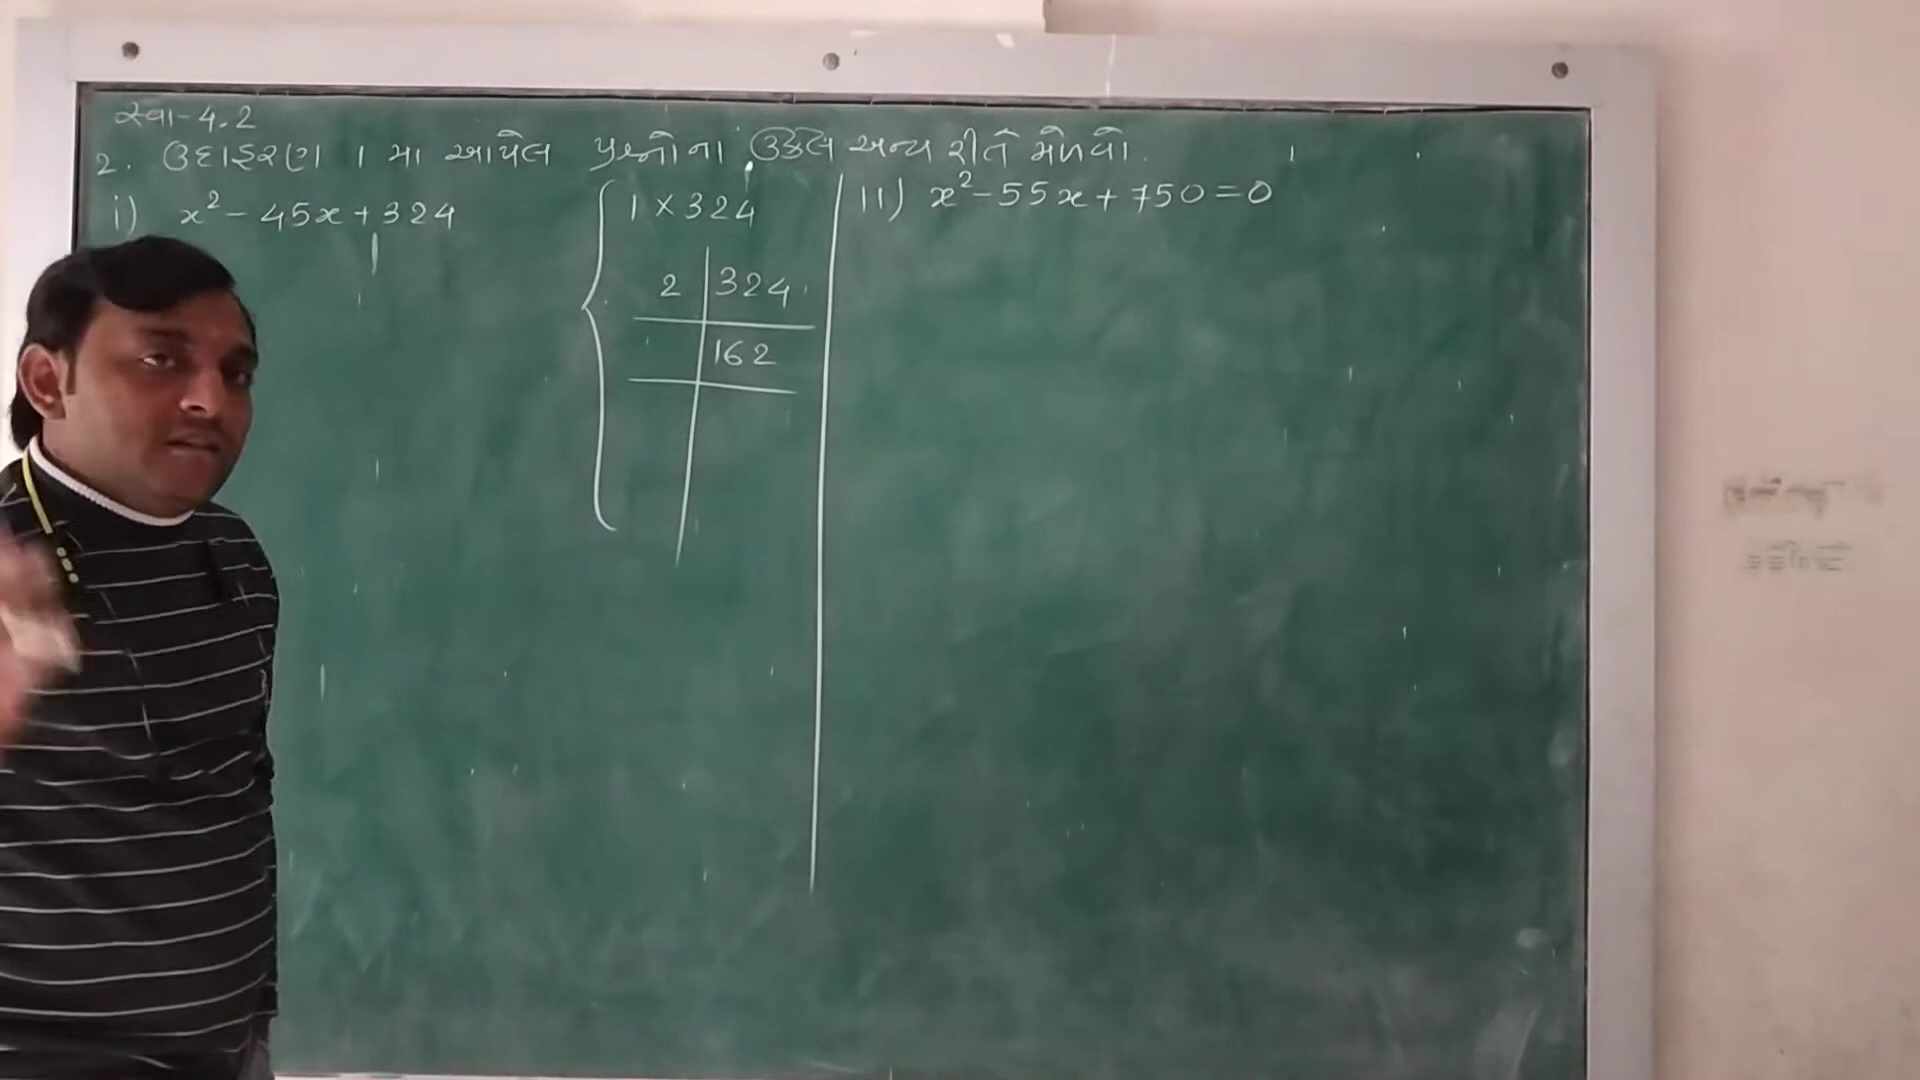 સ્વા-4.2
2. ઉદાહરણ 1 મા આપેલ પ્રશ્નોના ઉકેલ અન્ય રીતે મેળવો.
i) x² - 45x + 324
1 × 324
2 | 324
162
11) x² - 55x + 750 = 0